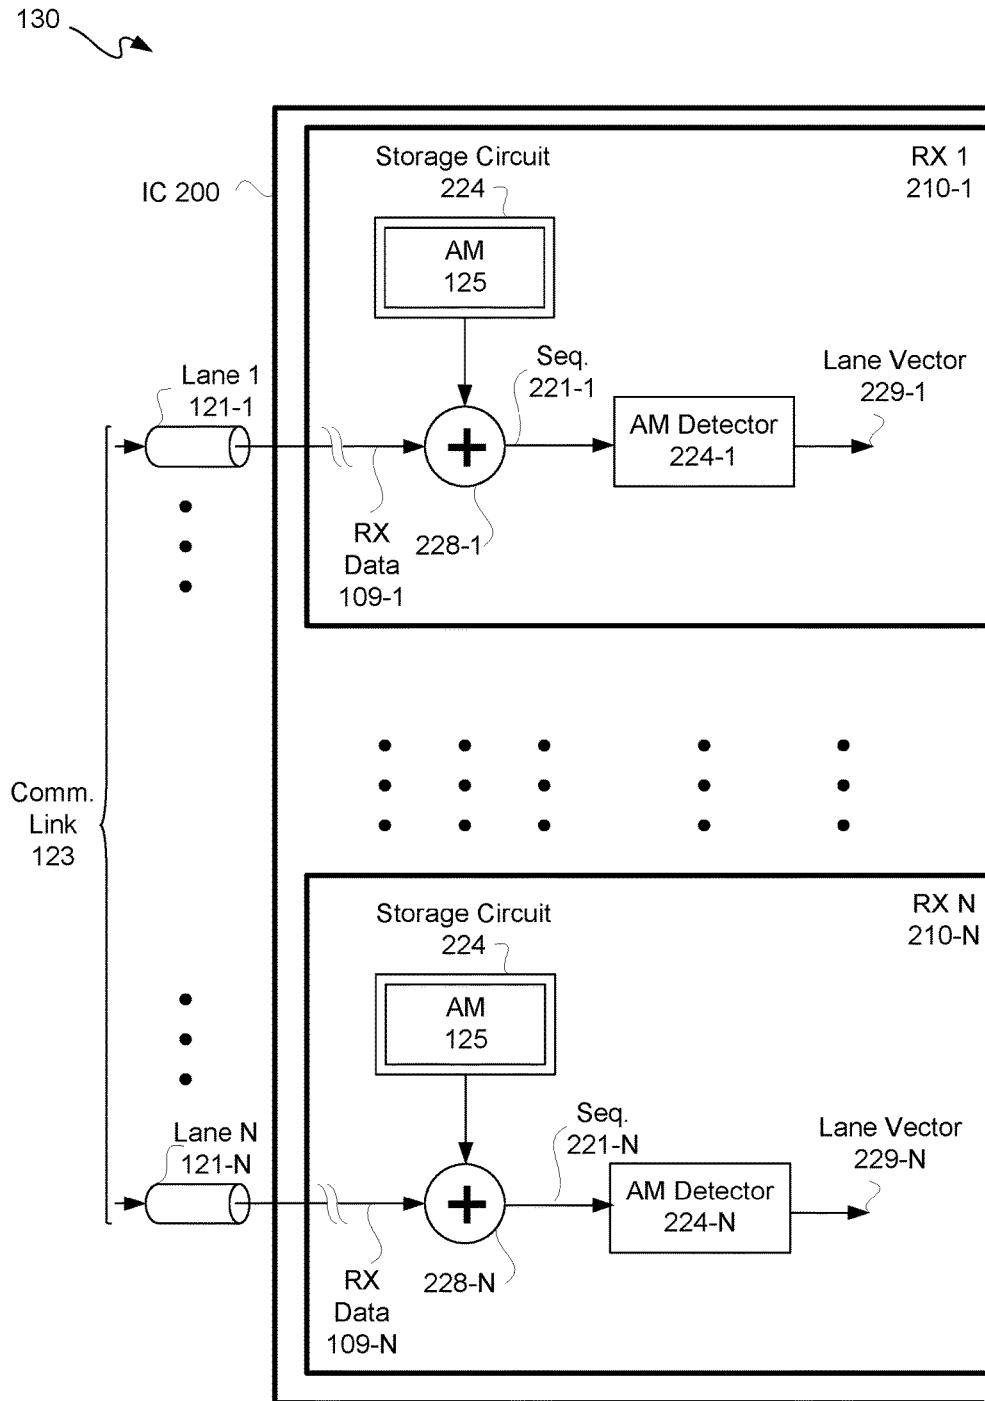 130
IC 200
Storage Circuit
224
RX 1
210-1
AM
125
Seq.
221-1
Lane Vector
229-1
Lane 1
121-1
AM Detector
224-1
RX
Data
109-1
228-1
Comm.
Link
123
Storage Circuit
224
RX N
210-N
AM
125
Seq.
221-N
Lane Vector
229-N
Lane N
121-N
AM Detector
224-N
RX
Data
109-N
228-N